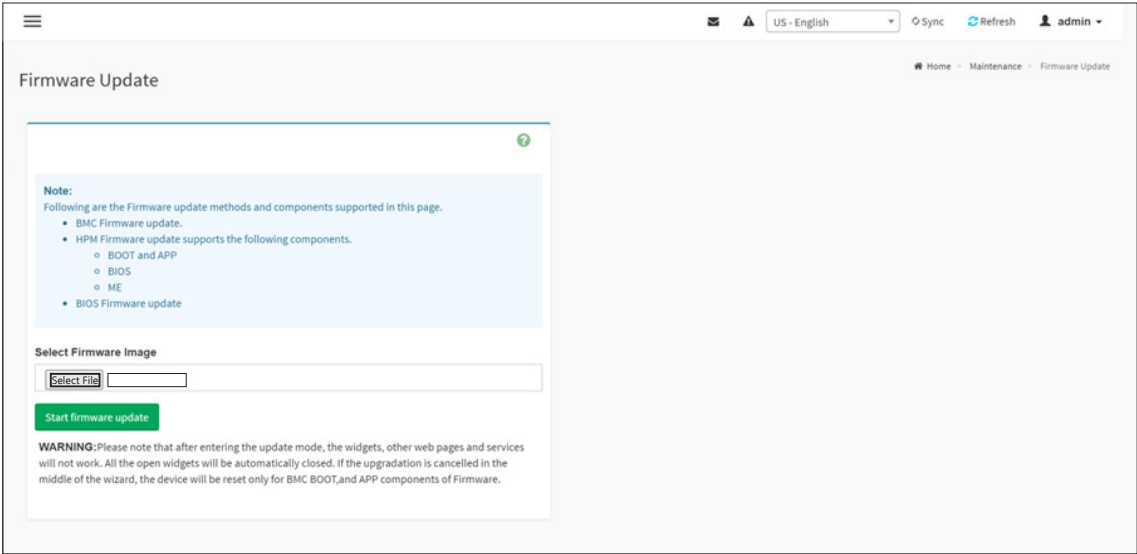 US - English
Sync
Refresh
admin
Firmware Update
Home > Maintenance > Firmware Update
Note:
Following are the Firmware update methods and components supported in this page.
• BMC Firmware update.
• HPM Firmware update supports the following components.
◦ BOOT and APP
◦ BIOS
◦ ME
• BIOS Firmware update
Select Firmware Image
Select File
Start firmware update
WARNING:Please note that after entering the update mode, the widgets, other web pages and services
will not work. All the open widgets will be automatically closed. If the upgradation is cancelled in the
middle of the wizard, the device will be reset only for BMC BOOT,and APP components of Firmware.